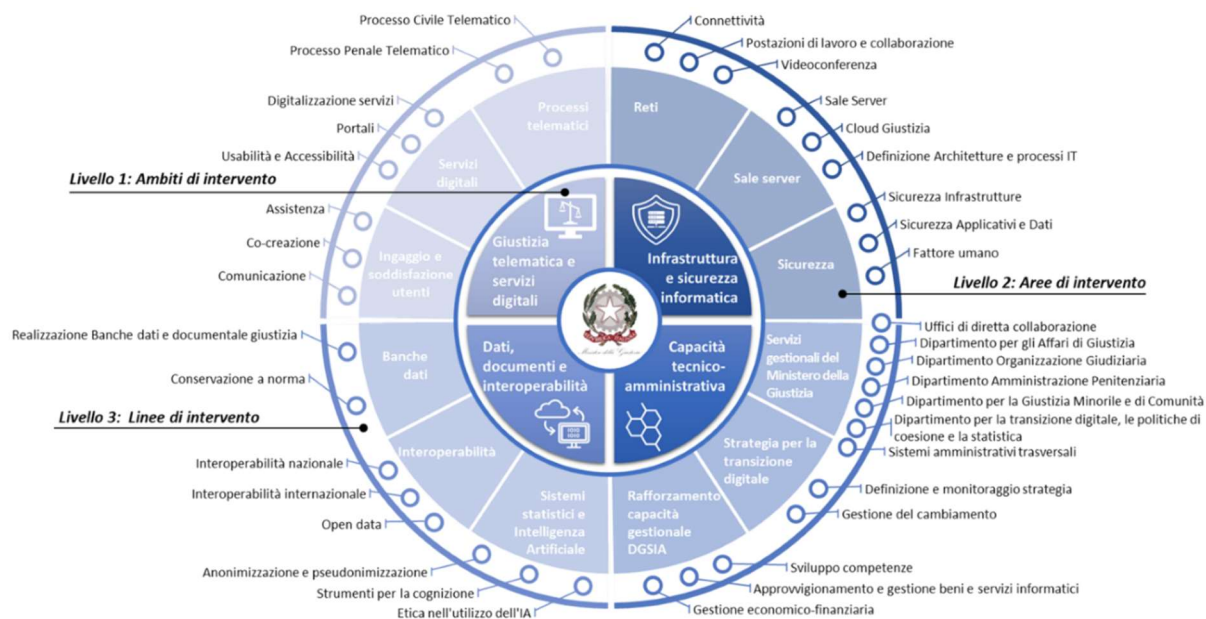 Processo Civile Telematico
Processo Penale Telematico
Digitalizzazione servizi
Portali
Usabilità e Accessibilità
Livello 1: Ambiti di intervento
Assistenza
Co-creazione
Comunicazione
Realizzazione Banche dati e documentale giustizia
Conservazione a norma
Livello 3: Linee di intervento
Interoperabilità nazionale
Interoperabilità internazionale
Open data
Anonimizzazione e pseudonimizzazione
Strumenti per la cognizione
Etica nell'utilizzo dell'IA
Processi
telematici
Servizi
digitali
Ingaggio e
soddisfazione
utenti
Banche
dati
Interoperabilità
Sistemi
statistici e
Intelligenza
Artificiale
Giustizia
telematica e
servizi
digitali
Infrastruttura
e sicurezza
informatica
Dati,
documenti e
interoperabilità
Capacità
tecnico-
amministrativa
Ministero della Giustizia
Reti
Sale server
Sicurezza
Servizi
gestionali del
Ministero della
Giustizia
Strategia per la
transizione
digitale
Rafforzamento
capacità
gestionale
DGSIA
Connettività
Postazioni di lavoro e collaborazione
Videoconferenza
Sale Server
Cloud Giustizia
Definizione Architetture e processi IT
Sicurezza Infrastrutture
Sicurezza Applicativi e Dati
Fattore umano
Livello 2: Aree di intervento
Uffici di diretta collaborazione
Dipartimento per gli Affari di Giustizia
Dipartimento Organizzazione Giudiziaria
Dipartimento Amministrazione Penitenziaria
Dipartimento per la Giustizia Minorile e di Comunità
Dipartimento per la transizione digitale, le politiche di
coesione e la statistica
Sistemi amministrativi trasversali
Definizione e monitoraggio strategia
Gestione del cambiamento
Sviluppo competenze
Approvvigionamento e gestione beni e servizi informatici
Gestione economico-finanziaria